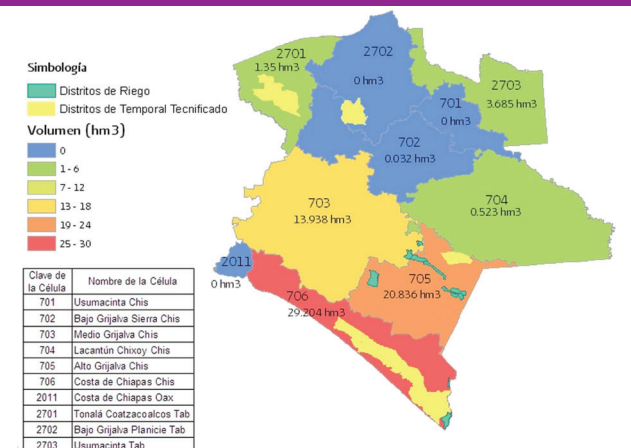 Simbología
Distritos de Riego
Distritos de Temporal Tecnificado
Volumen (hm3)
0
1 - 6
7 - 12
13 - 18
19 - 24
25 - 30
2701
1.35 hm3
2702
0 hm3
2703
3.685 hm3
701
0 hm3
702
0.032 hm3
703
13.938 hm3
704
0.523 hm3
705
20.836 hm3
2011
0 hm3
706
29.204 hm3
Clave de la Célula Nombre de la Célula
701 Usumacinta Chis
702 Bajo Grijalva Sierra Chis
703 Medio Grijalva Chis
704 Lacantún Chixoy Chis
705 Alto Grijalva Chis
706 Costa de Chiapas Chis
2011 Costa de Chiapas Oax
2701 Tonalá Coatzacoalcos Tab
2702 Bajo Grijalva Planicie Tab
2703 Usumacinta Tab